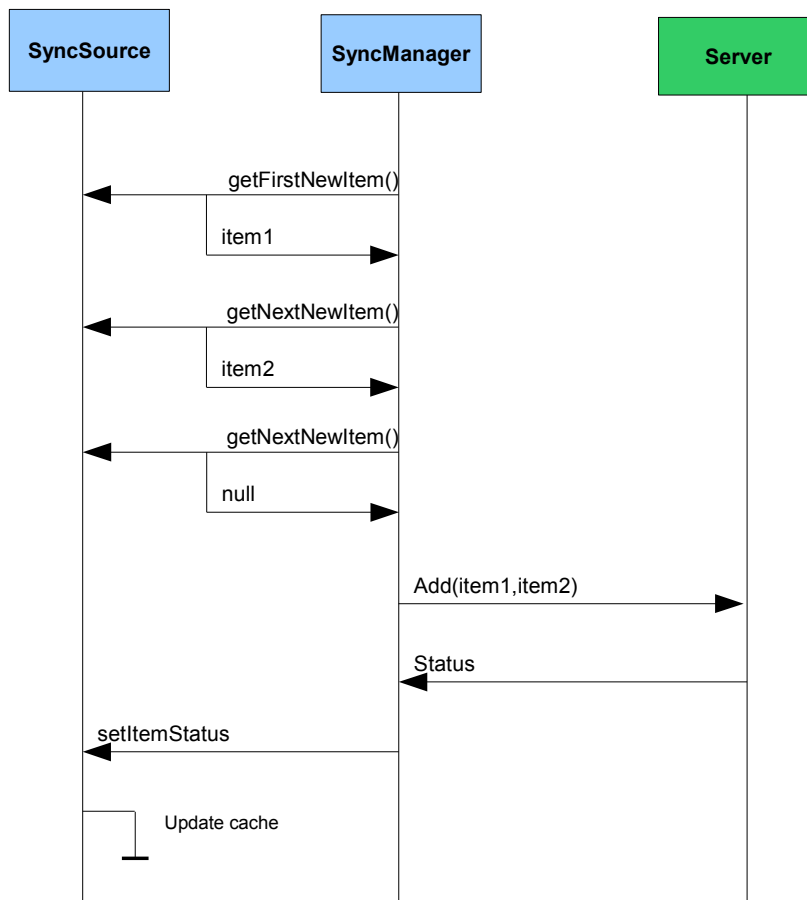 SyncSource
SyncManager
Server
getFirstNewItem()
item1
getNextNewItem()
item2
getNextNewItem()
null
Add(item1,item2)
Status
setItemStatus
Update cache